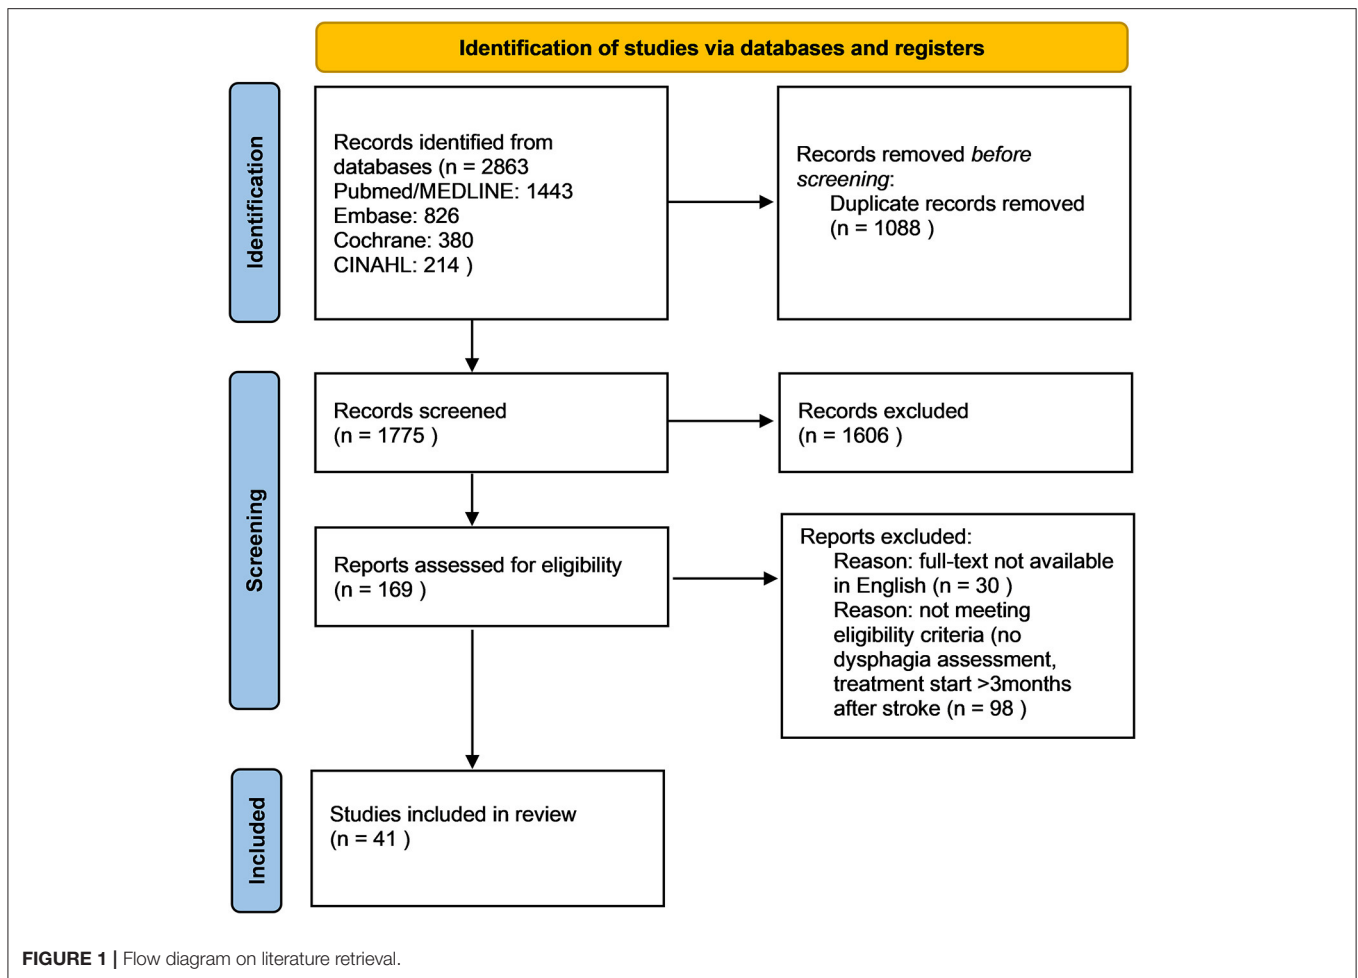 Identification of studies via databases and registers
Identification
Records identified from
databases (n = 2863
Pubmed/MEDLINE: 1443
Embase: 826
Cochrane: 380
CINAHL: 214 )
Records removed before
screening:
Duplicate records removed
(n = 1088 )
Screening
Records screened
(n = 1775 )
Records excluded
(n = 1606 )
Reports assessed for eligibility
(n = 169 )
Reports excluded:
Reason: full-text not available
in English (n = 30 )
Reason: not meeting
eligibility criteria (no
dysphagia assessment,
treatment start >3months
after stroke (n = 98 )
Included
Studies included in review
(n = 41 )
FIGURE 1 | Flow diagram on literature retrieval.